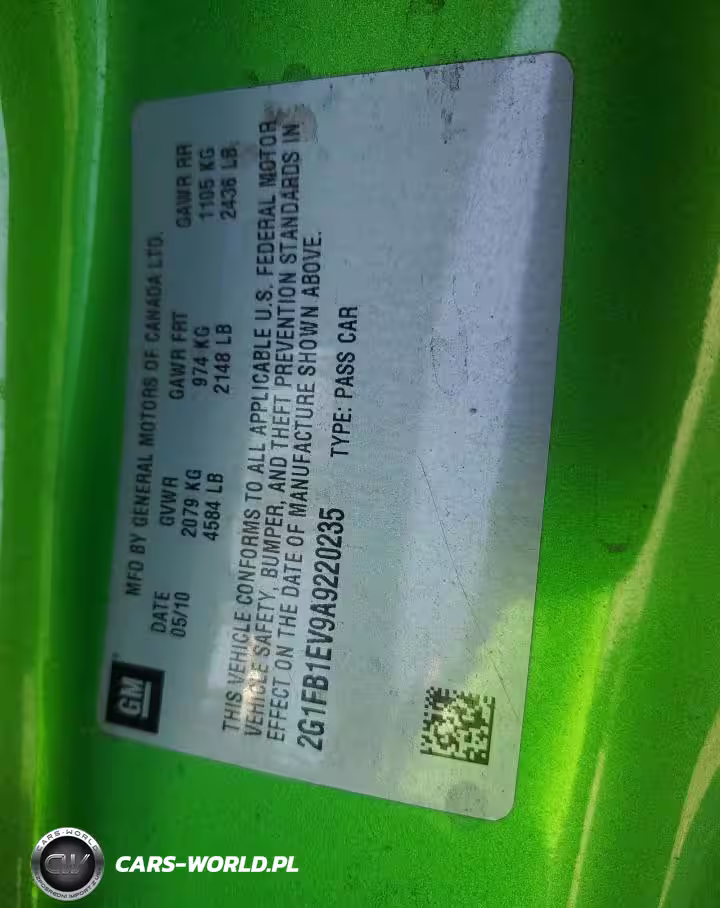 GM
MFD BY GENERAL MOTORS OF CANADA LTD.
DATE GVWR GAWR FRT GAWR RR
05/10 2079 KG 974 KG 1105 KG
4584 LB 2148 LB 2436 LB
THIS VEHICLE CONFORMS TO ALL APPLICABLE U.S. FEDERAL MOTOR
VEHICLE SAFETY, BUMPER, AND THEFT PREVENTION STANDARDS IN
EFFECT ON THE DATE OF MANUFACTURE SHOWN ABOVE.
2G1FB1EV9A9220235 TYPE: PASS CAR
CARS-WORLD
CW
CARS-WORLD.PL